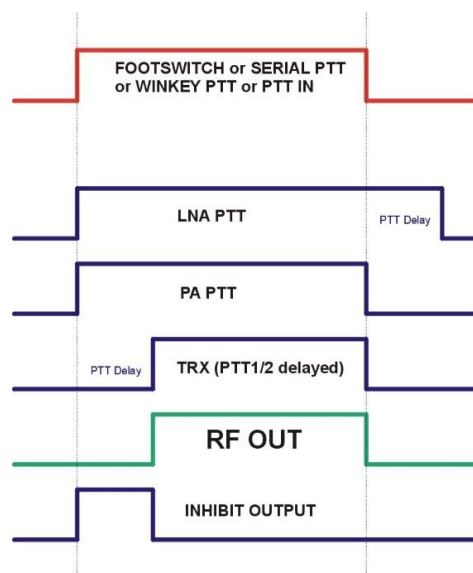 FOOTSWITCH or SERIAL PTT
or WINKEY PTT or PTT IN
LNA PTT
PTT Delay
PA PTT
PTT Delay
TRX (PTT1/2 delayed)
RF OUT
INHIBIT OUTPUT